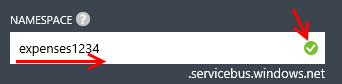 NAMESPACE ?
expenses1234
.servicebus.windows.net